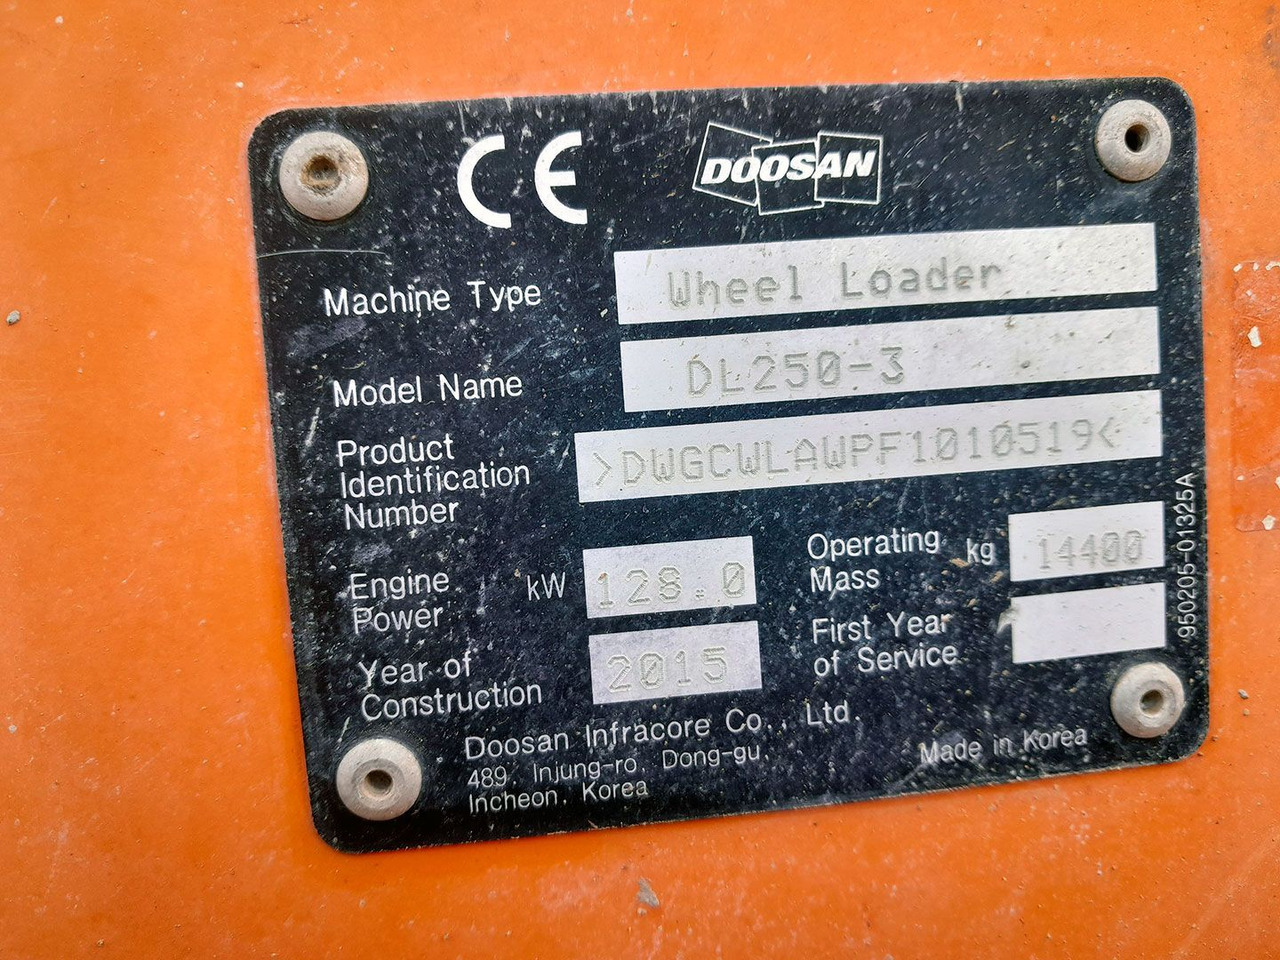 CE DOOSAN
Machine Type Wheel Loader
Model Name DL250-3
Product
Identification
Number >DWGCWLAWPF1010519<
Engine
Power kW 128.0
Operating
Mass kg 14400
Year of
Construction 2015
First Year
of Service
Doosan Infracore Co., Ltd.
489, Injung-ro, Dong-gu,
Incheon, Korea
Made in Korea
950205-01325A